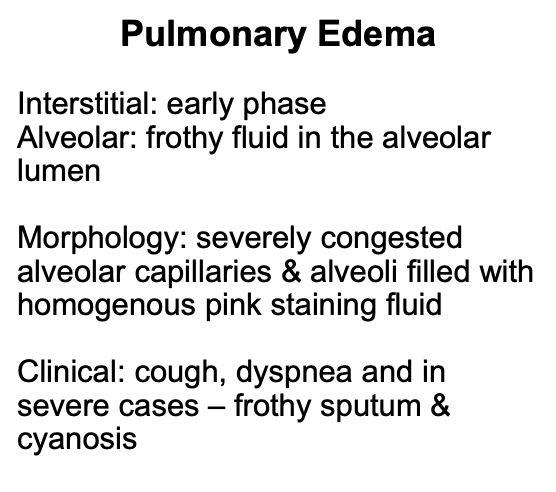 Pulmonary Edema
Interstitial: early phase
Alveolar: frothy fluid in the alveolar
lumen
Morphology: severely congested
alveolar capillaries & alveoli filled with
homogenous pink staining fluid
Clinical: cough, dyspnea and in
severe cases – frothy sputum &
cyanosis